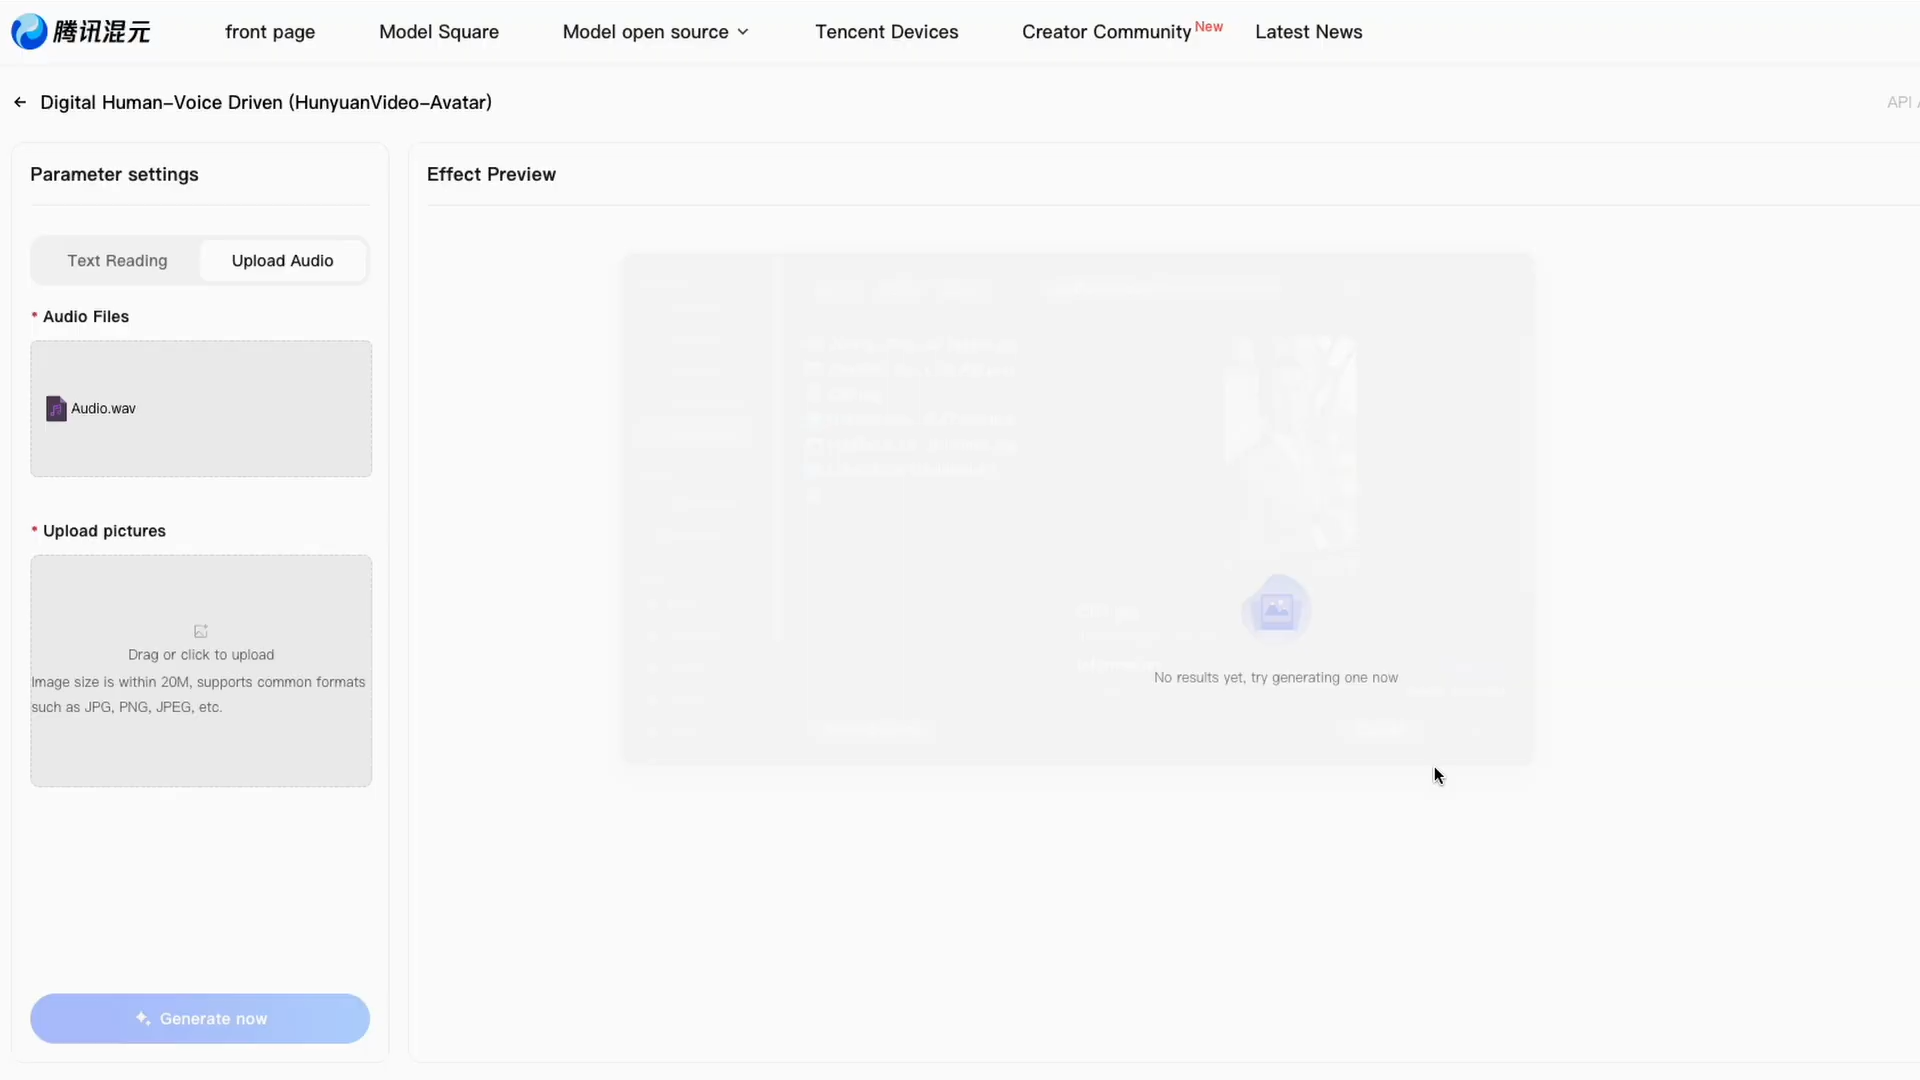 腾讯混元
front page
Model Square
Model open source
Tencent Devices
Creator Community New
Latest News
Digital Human-Voice Driven (HunyuanVideo-Avatar)
API
Parameter settings
Effect Preview
Text Reading
Upload Audio
* Audio Files
Audio.wav
* Upload pictures
Drag or click to upload
Image size is within 20M, supports common formats
such as JPG, PNG, JPEG, etc.
No results yet, try generating one now
Generate now